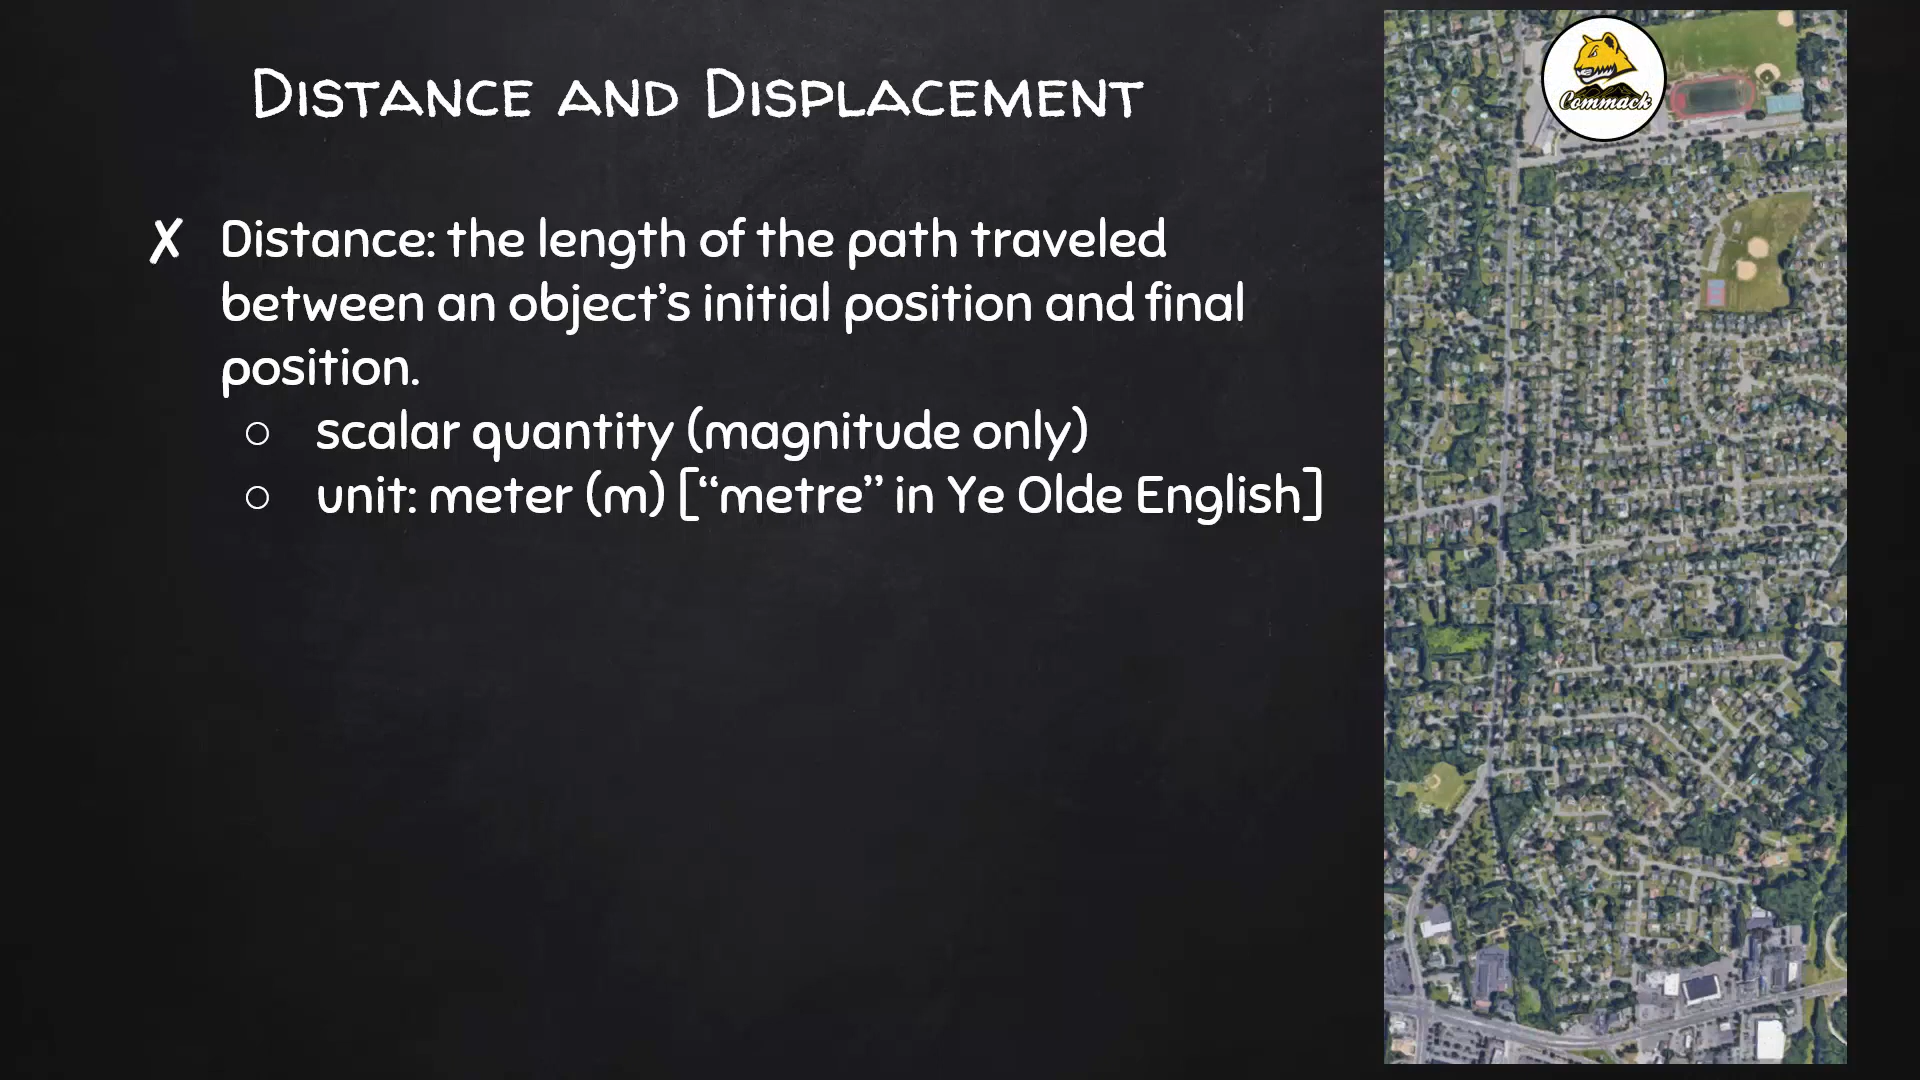 Distance and Displacement
✗ Distance: the length of the path traveled
between an object’s initial position and final
position.
○ scalar quantity (magnitude only)
○ unit: meter (m) [“metre” in Ye Olde English]
Commack